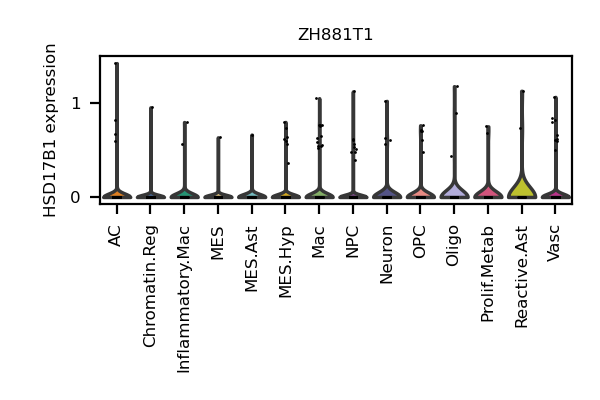 ZH881T1
HSD17B1 expression
1
0
AC
Chromatin.Reg
Inflammatory.Mac
MES
MES.Ast
MES.Hyp
Mac
NPC
Neuron
OPC
Oligo
Prolif.Metab
Reactive.Ast
Vasc